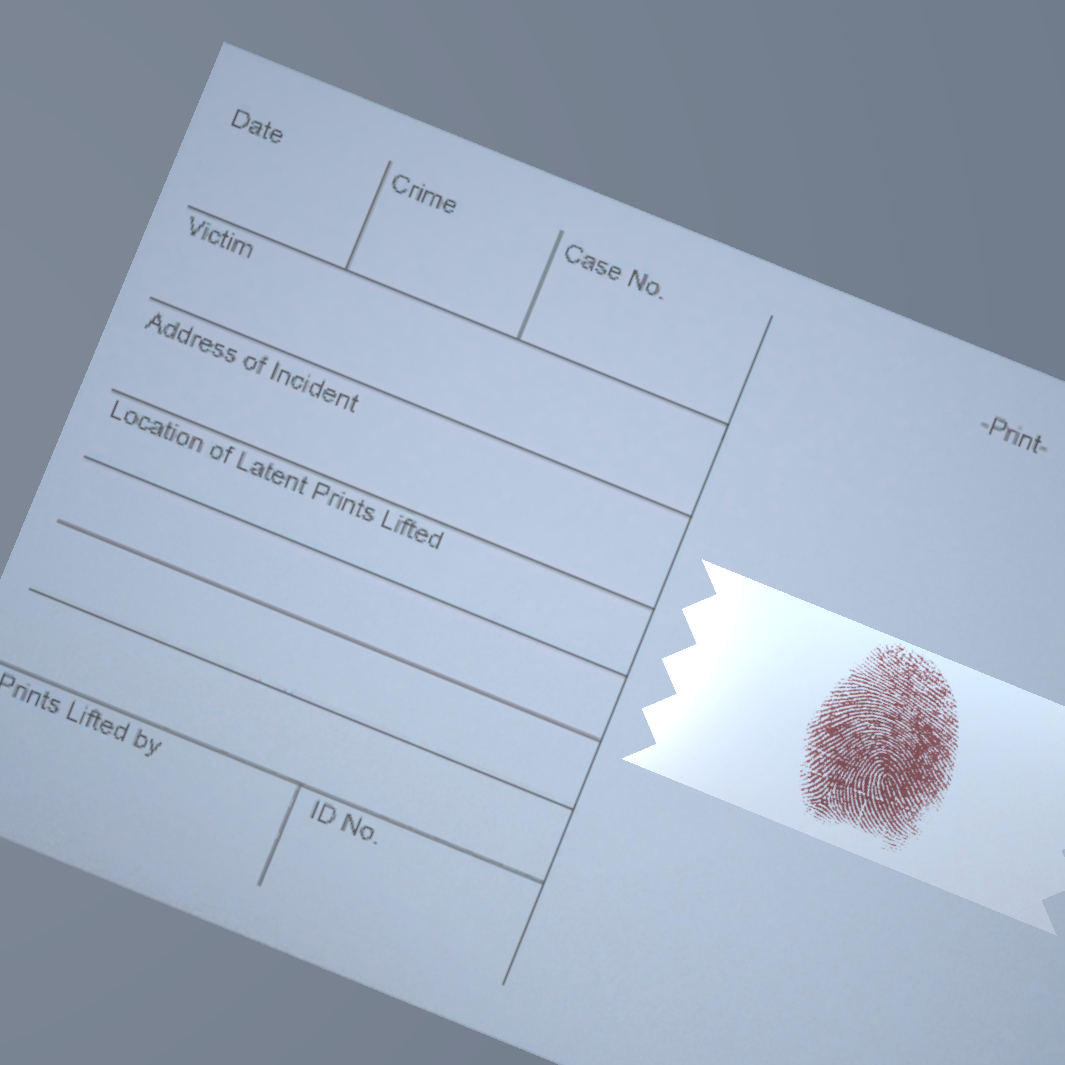 Date
Crime
Case No.
Victim
Address of Incident
Location of Latent Prints Lifted
Prints Lifted by
ID No.
-Print-